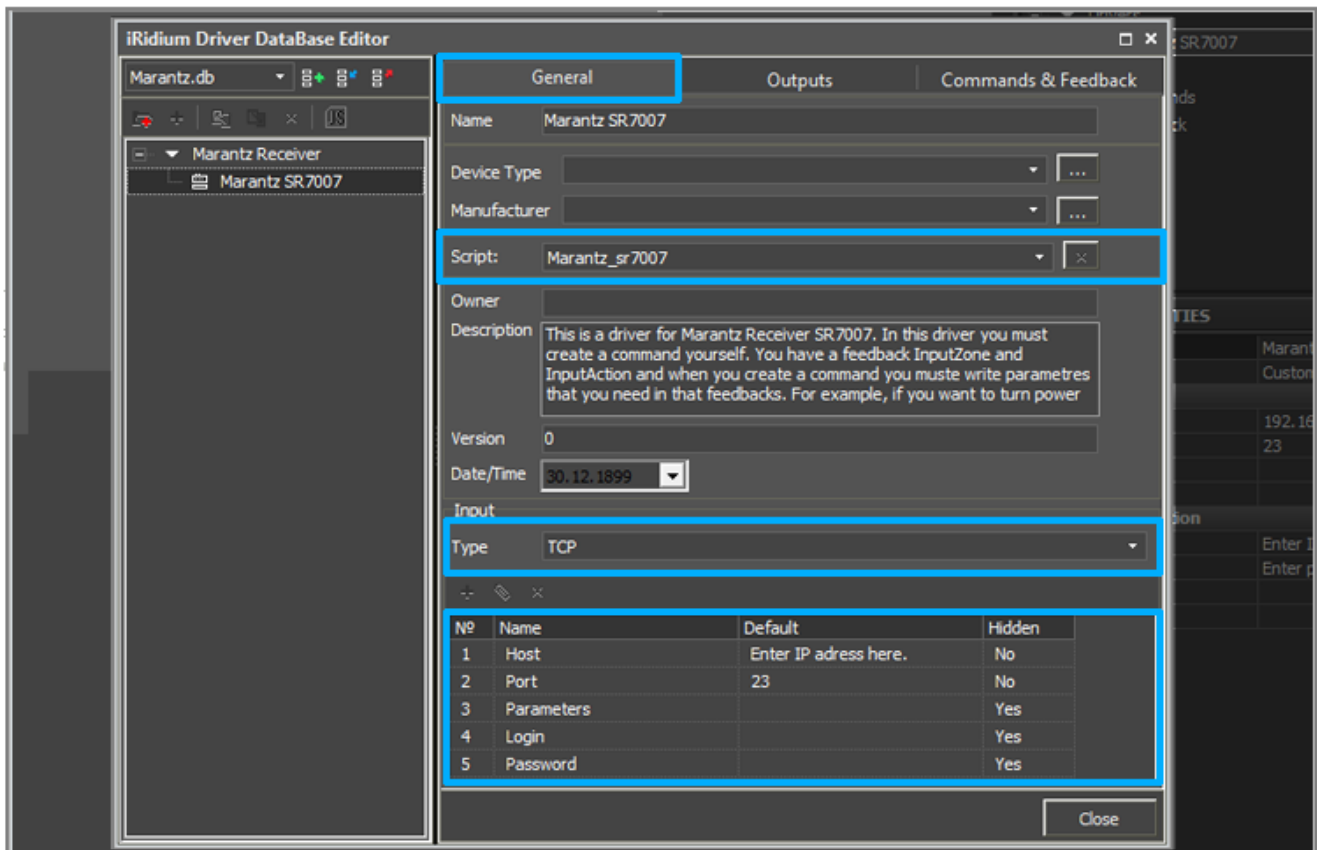 iRidium Driver DataBase Editor
Marantz.db
JS
Marantz Receiver
Marantz SR7007
General Outputs Commands & Feedback
Name Marantz SR7007
Device Type ...
Manufacturer ...
Script: Marantz_sr7007
Owner
Description This is a driver for Marantz Receiver SR7007. In this driver you must
create a command yourself. You have a feedback InputZone and
InputAction and when you create a command you muste write parametres
that you need in that feedbacks. For example, if you want to turn power
Version 0
Date/Time 30.12.1899
Input
Type TCP
Nº Name Default Hidden
1 Host Enter IP adress here. No
2 Port 23 No
3 Parameters Yes
4 Login Yes
5 Password Yes
Close
SR7007
nds
ck
TIES
Marant
Custon
192.16
23
ion
Enter I
Enter p